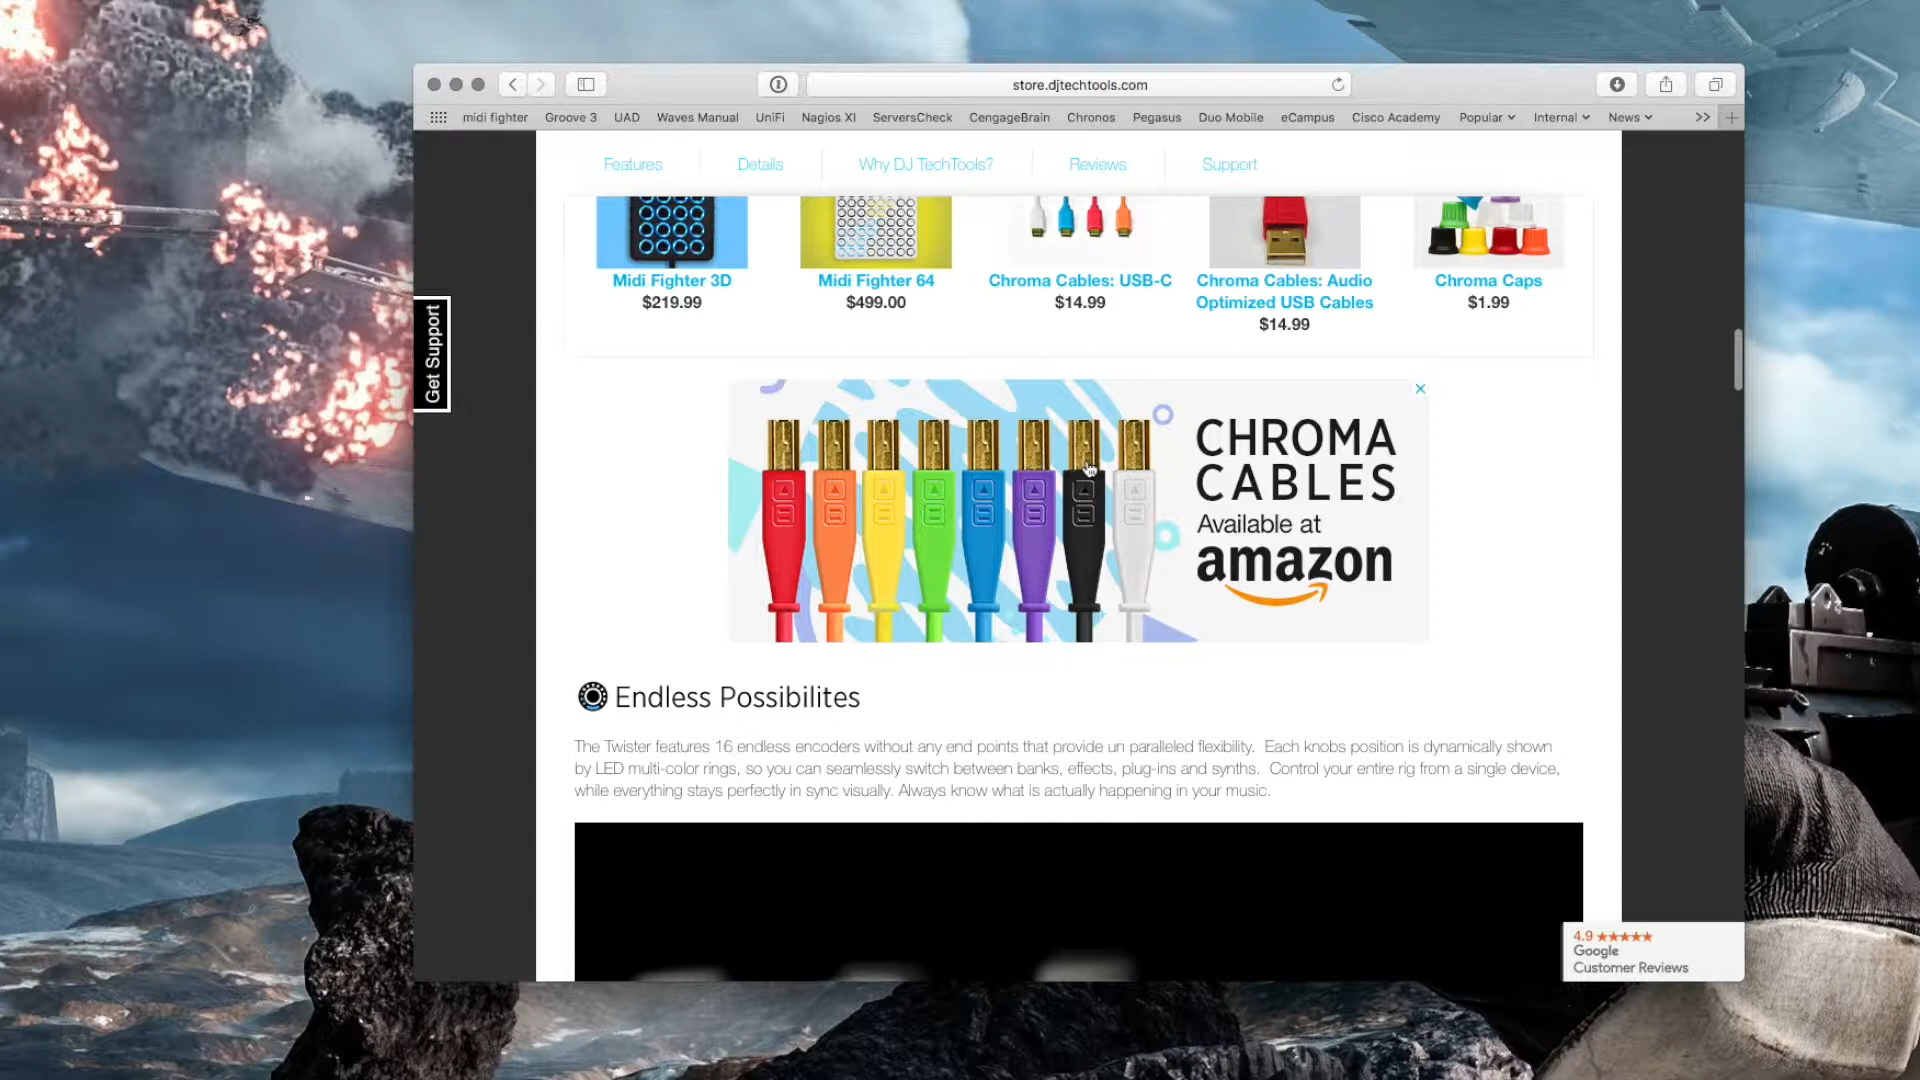 store.djtechtools.com
midi fighter Groove 3 UAD Waves Manual UniFi Nagios XI ServersCheck CengageBrain Chronos Pegasus Duo Mobile eCampus Cisco Academy Popular Internal News >> +
Features Details Why DJ TechTools? Reviews Support
Midi Fighter 3D
$219.99
Midi Fighter 64
$499.00
Chroma Cables: USB-C
$14.99
Chroma Cables: Audio
Optimized USB Cables
$14.99
Chroma Caps
$1.99
Get Support
CHROMA
CABLES
Available at
amazon
Endless Possibilites
The Twister features 16 endless encoders without any end points that provide un paralleled flexibility. Each knobs position is dynamically shown
by LED multi-color rings, so you can seamlessly switch between banks, effects, plug-ins and synths. Control your entire rig from a single device,
while everything stays perfectly in sync visually. Always know what is actually happening in your music.
4.9 ★★★★★
Google
Customer Reviews